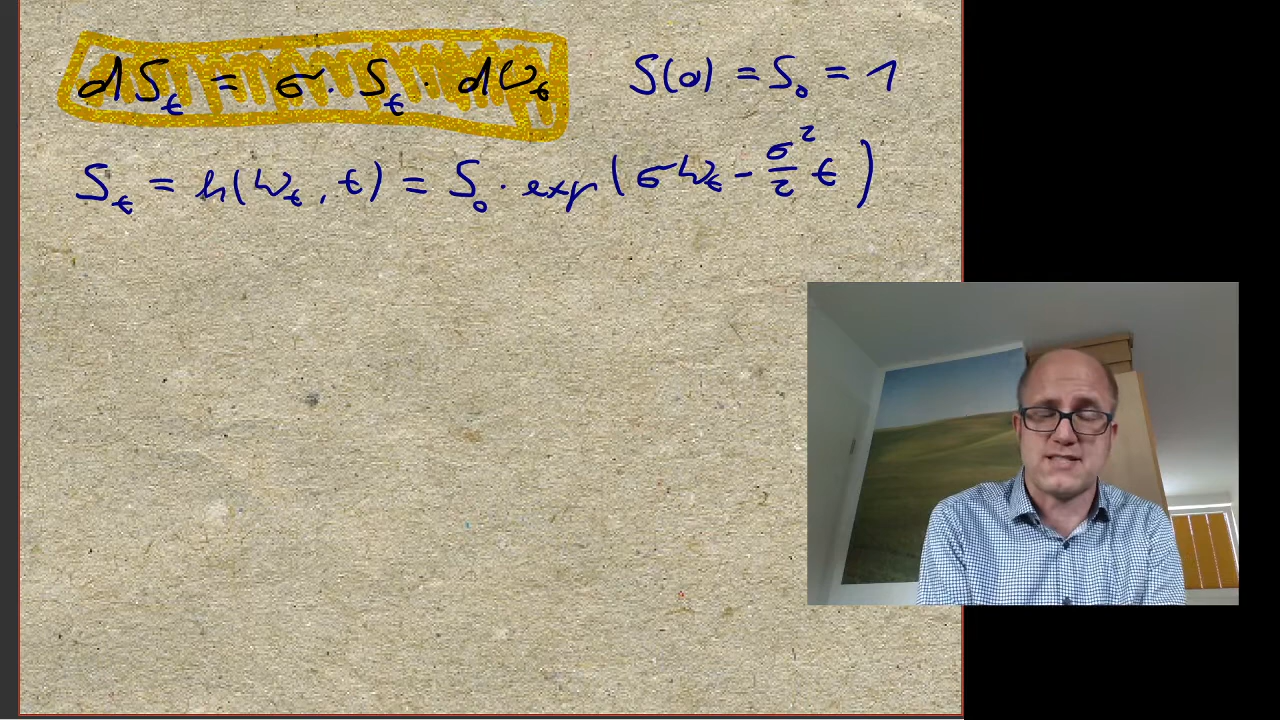 dS_t = σ · S_t · dW_t S(0) = S_0 = 1
S_t = h(W_t, t) = S_0 · exp(σW_t - σ²/2 t)